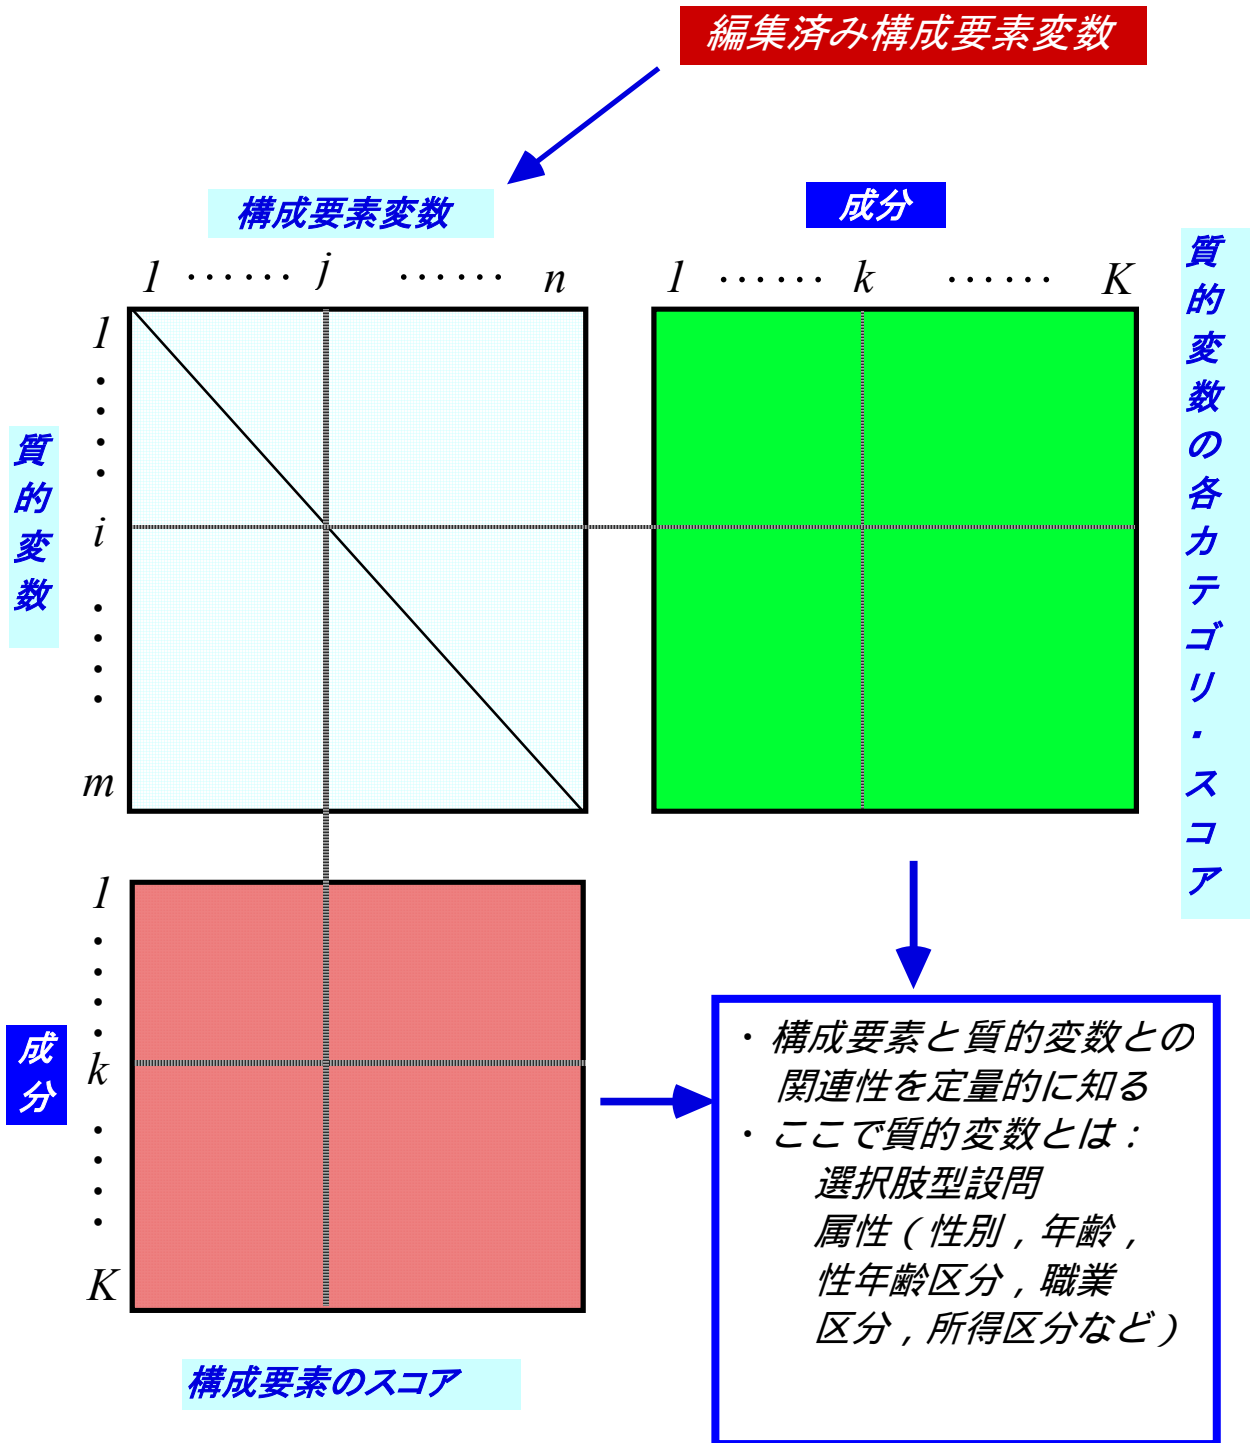 編集済み構成要素変数
構成要素変数
成分
1 ・・・・・・ j ・・・・・・ n
1 ・・・・・・ k ・・・・・・ K
質的変数
1
・・・・
i
・・・・
m
質的変数の各カテゴリ・スコア
成分
1
・・・・
k
・・・・
K
構成要素のスコア
・構成要素と質的変数との
関連性を定量的に知る
・ここで質的変数とは：
選択肢型設問
属性（性別，年齢，
性年齢区分，職業
区分，所得区分など）